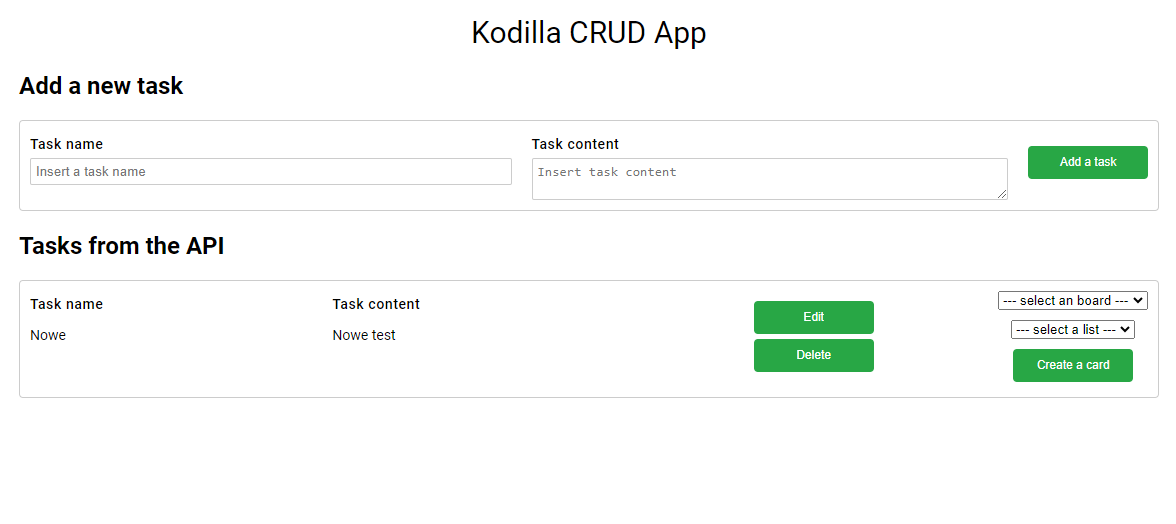 Kodilla CRUD App
Add a new task
Task name
Insert a task name
Task content
Insert task content
Add a task
Tasks from the API
Task name
Nowe
Task content
Nowe test
Edit
Delete
--- select an board ---
--- select a list ---
Create a card